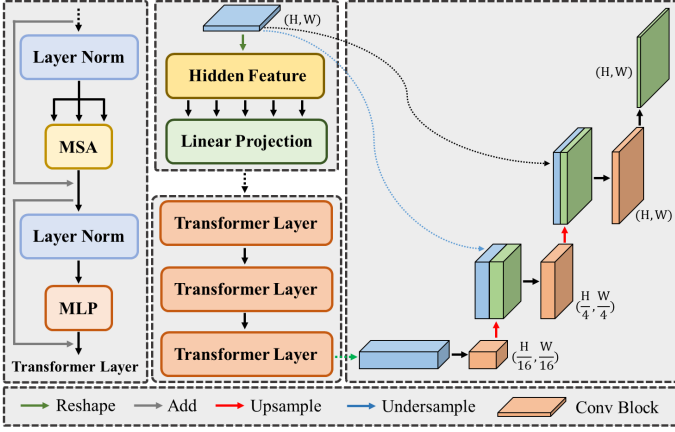 Layer Norm
MSA
Layer Norm
MLP
Transformer Layer
(H,W)
Hidden Feature
Linear Projection
Transformer Layer
Transformer Layer
Transformer Layer
(H,W)
(H,W)
(H/4, W/4)
(H/16, W/16)
Reshape
Add
Upsample
Undersample
Conv Block